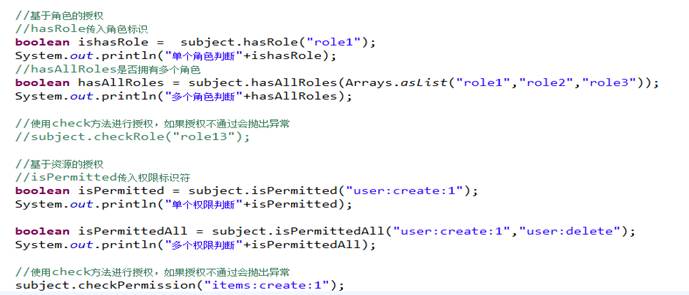 //基于角色的授权
//hasRole传入角色标识
boolean ishasRole =  subject.hasRole("role1");
System.out.println("单个角色判断"+ishasRole);
//hasAllRoles是否拥有多个角色
boolean hasAllRoles = subject.hasAllRoles(Arrays.asList("role1","role2","role3"));
System.out.println("多个角色判断"+hasAllRoles);
//使用check方法进行授权，如果授权不通过会抛出异常
//subject.checkRole("role13");
//基于资源的授权
//isPermitted传入权限标识符
boolean isPermitted = subject.isPermitted("user:create:1");
System.out.println("单个权限判断"+isPermitted);
boolean isPermittedAll = subject.isPermittedAll("user:create:1","user:delete");
System.out.println("多个权限判断"+isPermittedAll);
//使用check方法进行授权，如果授权不通过会抛出异常
subject.checkPermission("items:create:1");